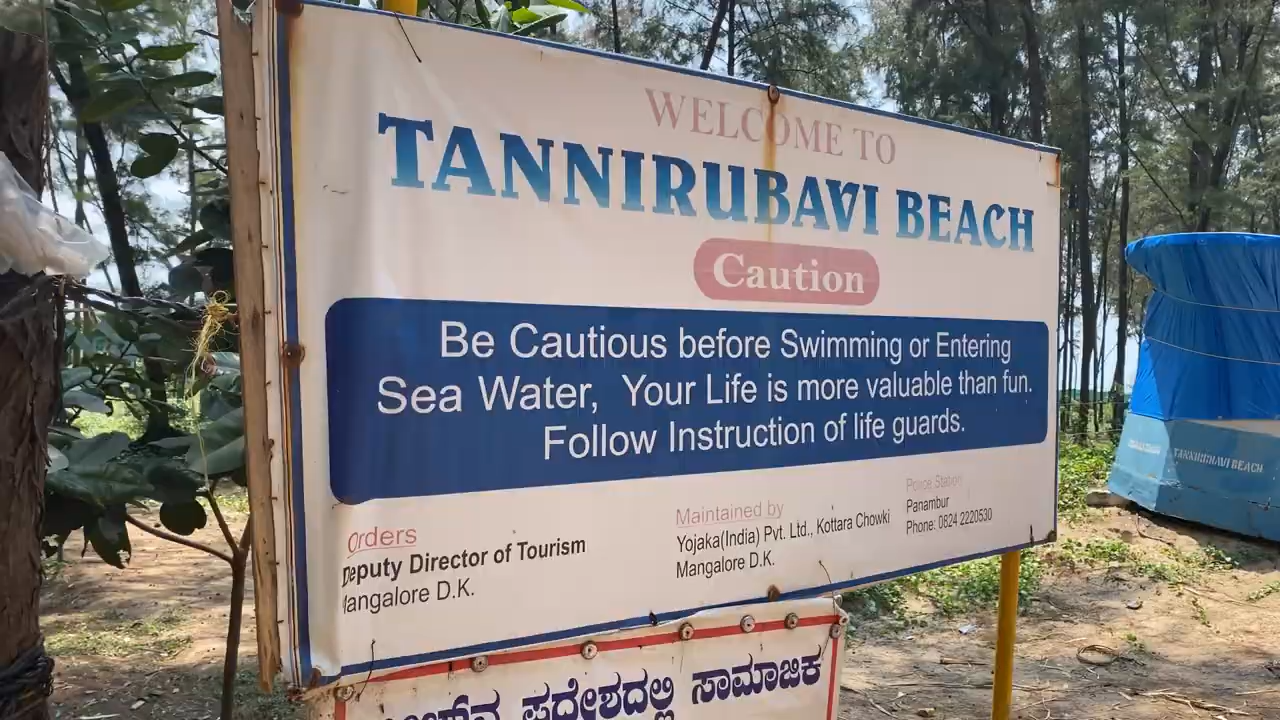 WELCOME TO
TANNIRUBAVI BEACH
Caution
Be Cautious before Swimming or Entering
Sea Water, Your Life is more valuable than fun.
Follow Instruction of life guards.
Orders
Deputy Director of Tourism
Mangalore D.K.
Maintained by
Yojaka(India) Pvt. Ltd., Kottara Chowki
Mangalore D.K.
Police Station
Panambur
Phone: 0824 2220530
ಪ್ರದೇಶದಲ್ಲಿ ಸಾಮಾಜಿಕ
TANNIRUBAVI BEACH